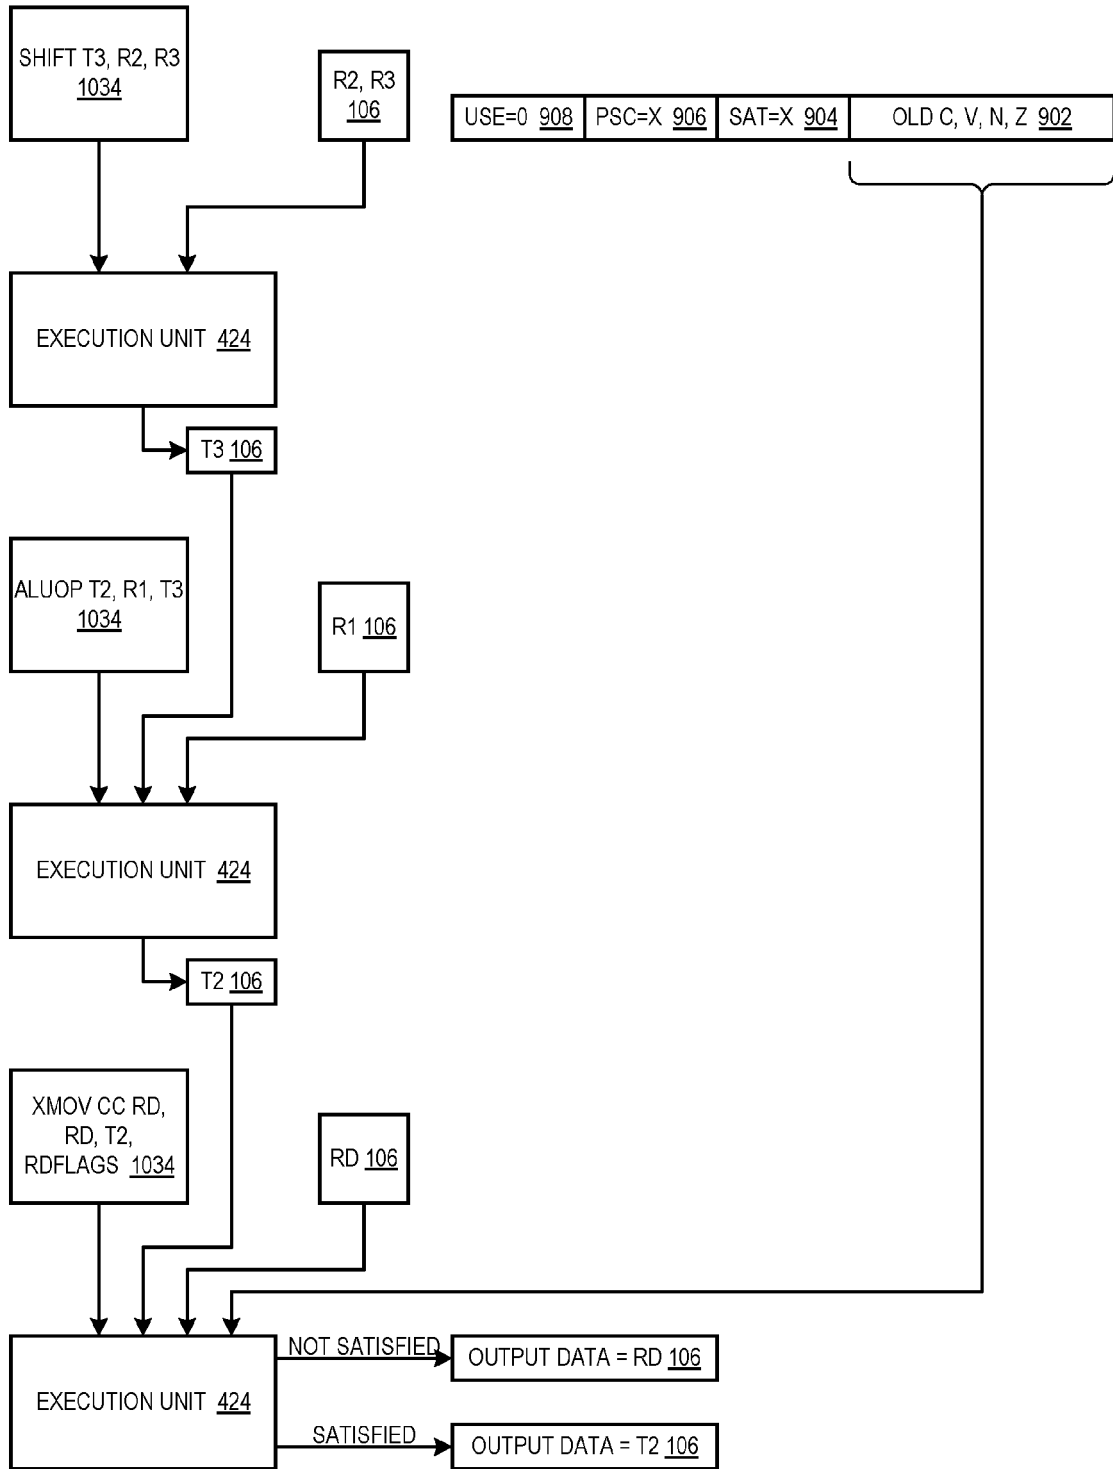 SHIFT T3, R2, R3
1034
R2, R3
106
USE=0 908 PSC=X 906 SAT=X 904 OLD C, V, N, Z 902
EXECUTION UNIT 424
T3 106
ALUOP T2, R1, T3
1034
R1 106
EXECUTION UNIT 424
T2 106
XMOV CC RD,
RD, T2,
RDFLAGS 1034
RD 106
EXECUTION UNIT 424
NOT SATISFIED
OUTPUT DATA = RD 106
SATISFIED
OUTPUT DATA = T2 106